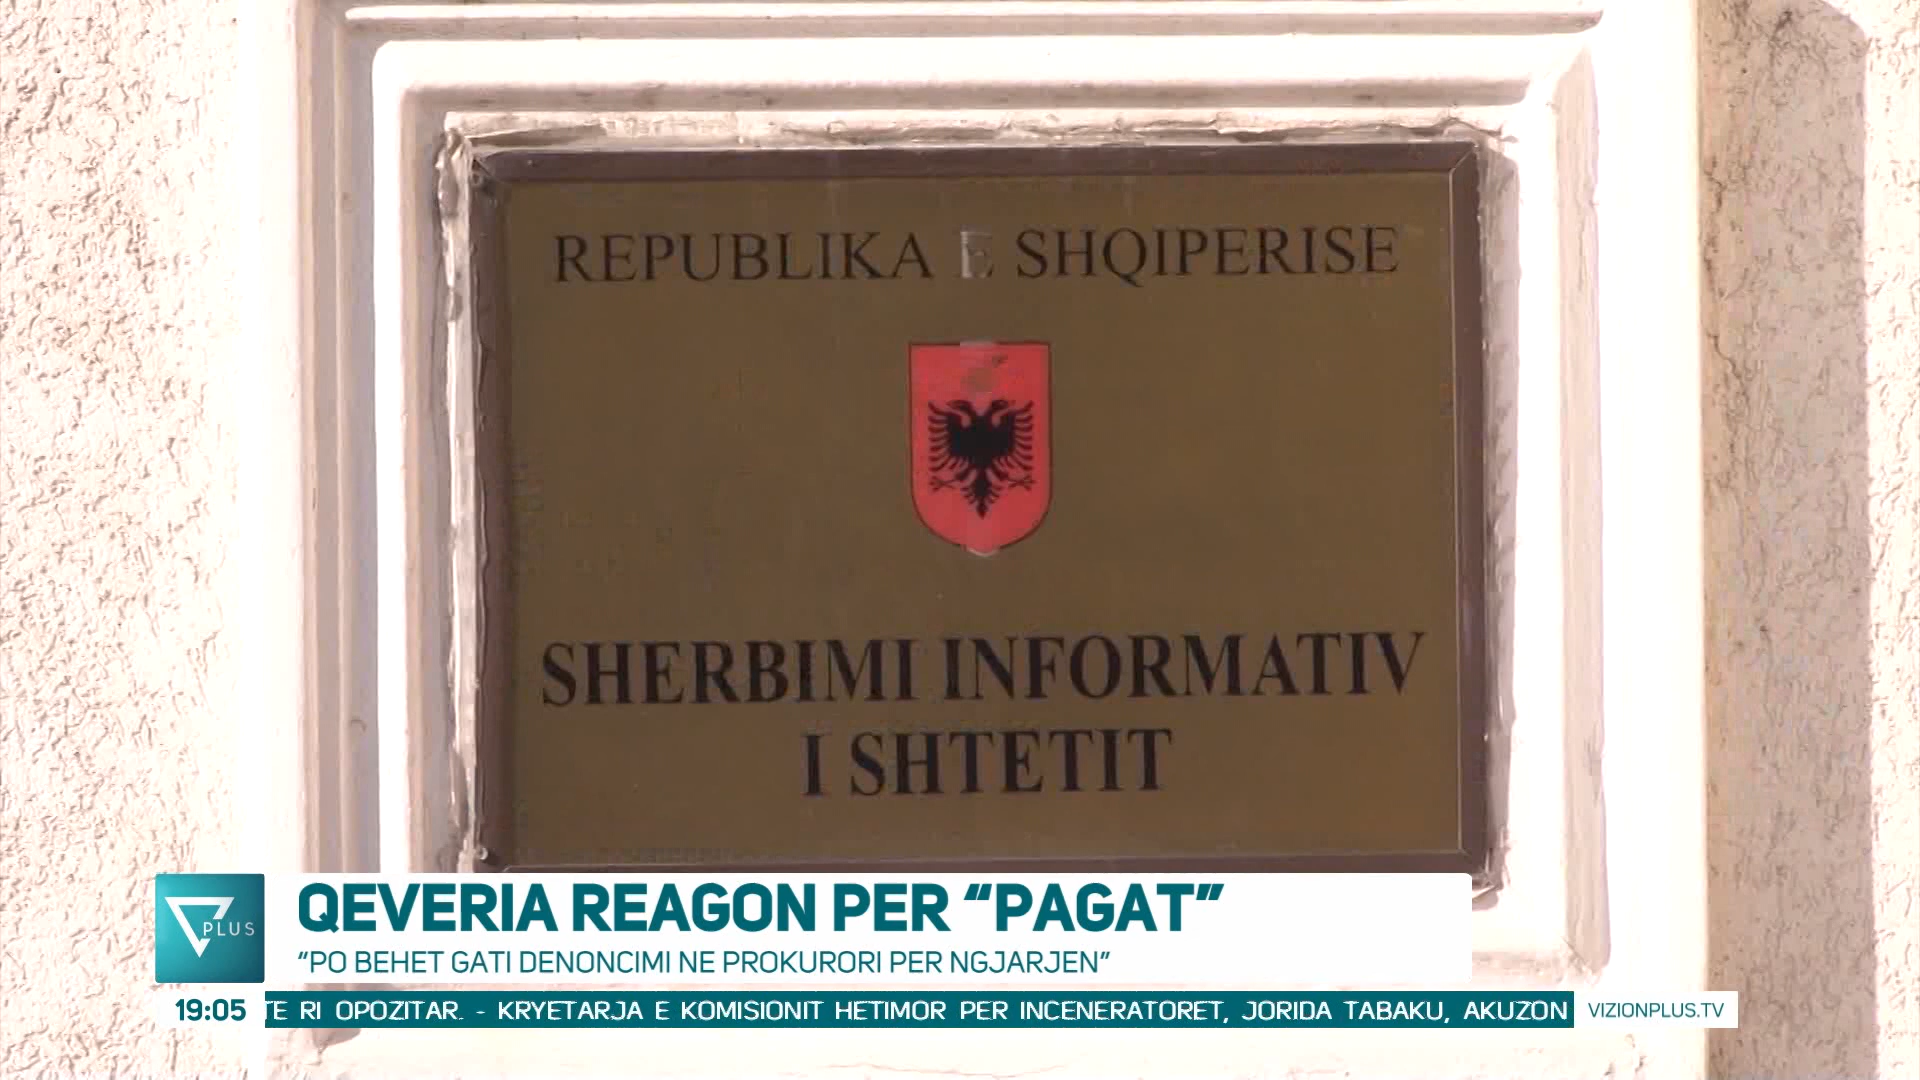 REPUBLIKA E SHQIPERISE
SHERBIMI INFORMATIV
I SHTETIT
PLUS
QEVERIA REAGON PER “PAGAT”
“PO BEHET GATI DENONCIMI NE PROKURORI PER NGJARJEN”
19:05 TE RI OPOZITAR. - KRYETARJA E KOMISIONIT HETIMOR PER INCENERATORET, JORIDA TABAKU, AKUZON VIZIONPLUS.TV